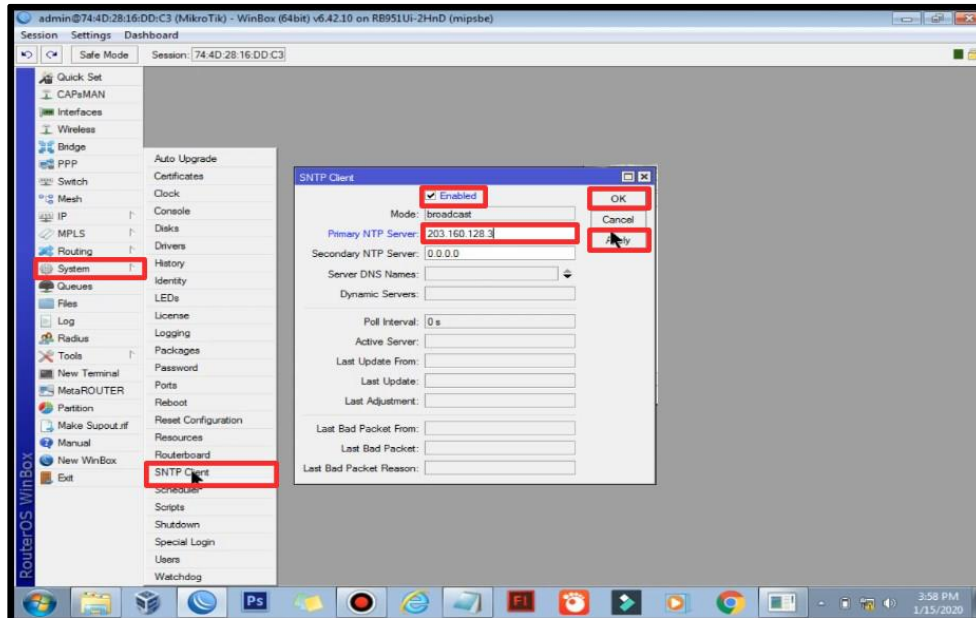 admin@74:4D:28:16:DD:C3 (MikroTik) - WinBox (64bit) v6.42.10 on RB951Ui-2HnD (mipsbe)
Session Settings Dashboard
Safe Mode Session: 74:4D:28:16:DD:C3
Quick Set
CAPsMAN
Interfaces
Wireless
Bridge
PPP
Switch
Mesh
IP
MPLS
Routing
System
Queues
Files
Log
Radius
Tools
New Terminal
MetaROUTER
Partition
Make Supout.rif
Manual
New WinBox
Exit
RouterOS WinBox
Auto Upgrade
Certificates
Clock
Console
Disks
Drivers
History
Identity
LEDs
License
Logging
Packages
Password
Ports
Reboot
Reset Configuration
Resources
Routerboard
SNTP Client
Scheduler
Scripts
Shutdown
Special Login
Users
Watchdog
SNTP Client
Enabled
Mode: broadcast
Primary NTP Server: 203.160.128.3
Secondary NTP Server: 0.0.0.0
Server DNS Names:
Dynamic Servers:
Poll Interval: 0 s
Active Server:
Last Update From:
Last Update:
Last Adjustment:
Last Bad Packet From:
Last Bad Packet:
Last Bad Packet Reason:
OK
Cancel
Apply
Ps
Fl
3:58 PM
1/15/2020